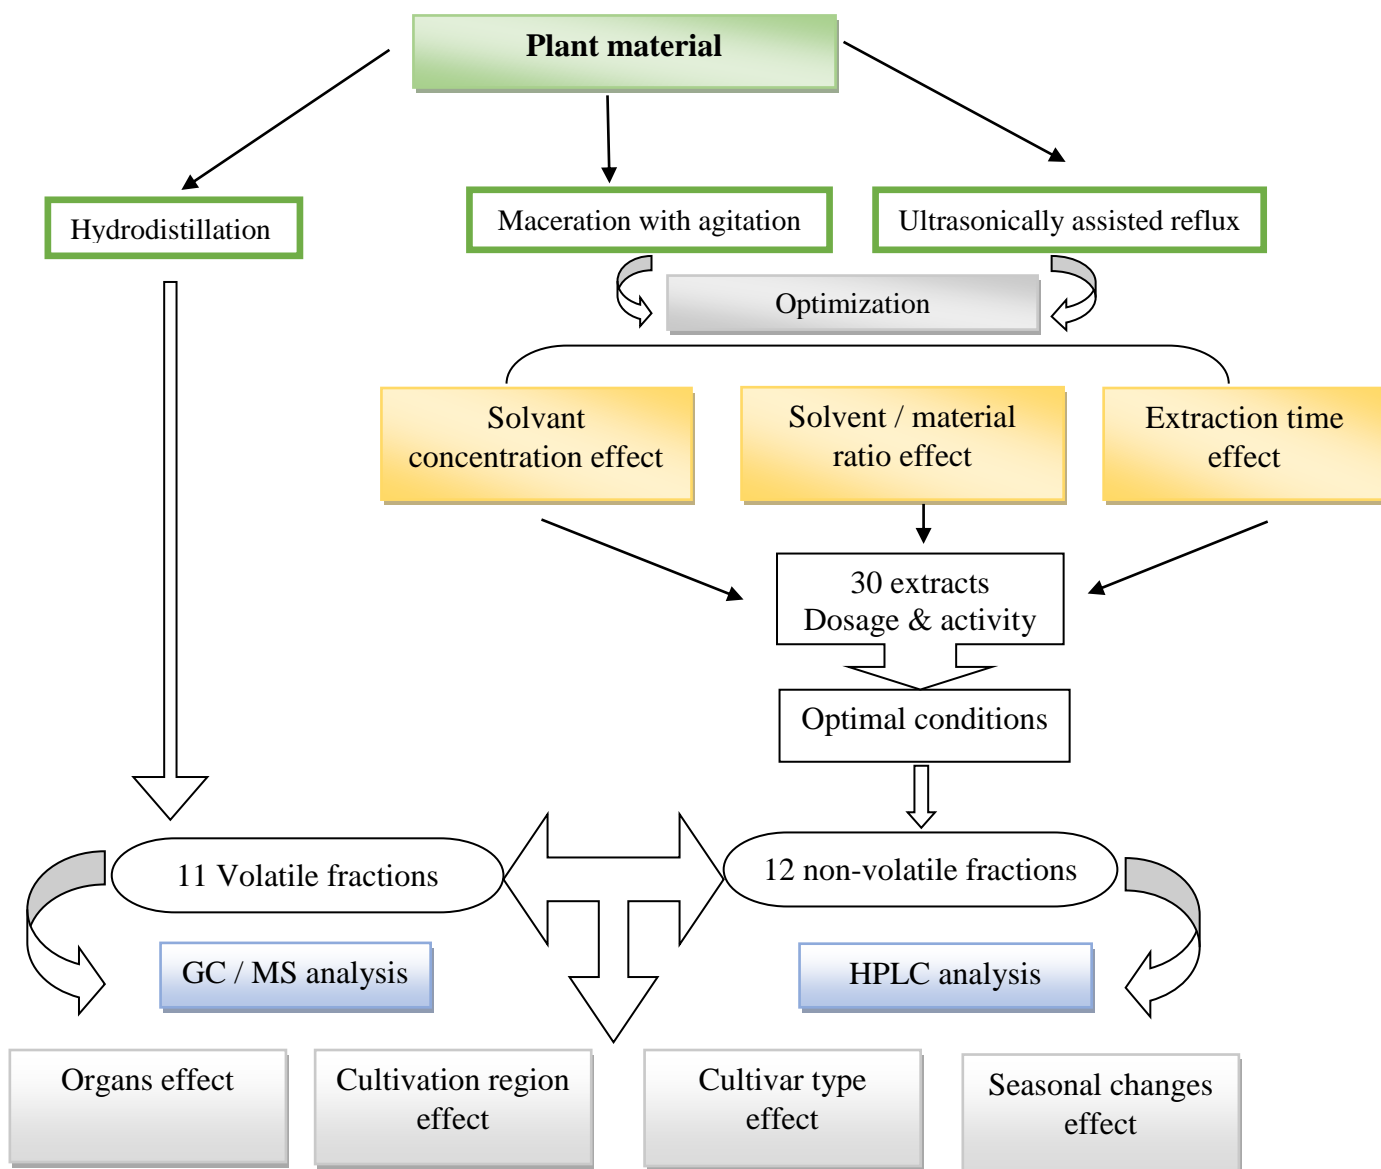 Plant material
Hydrodistillation
Maceration with agitation
Ultrasonically assisted reflux
Optimization
Solvant
concentration effect
Solvent / material
ratio effect
Extraction time
effect
30 extracts
Dosage & activity
Optimal conditions
11 Volatile fractions
12 non-volatile fractions
GC / MS analysis
HPLC analysis
Organs effect
Cultivation region
effect
Cultivar type
effect
Seasonal changes
effect